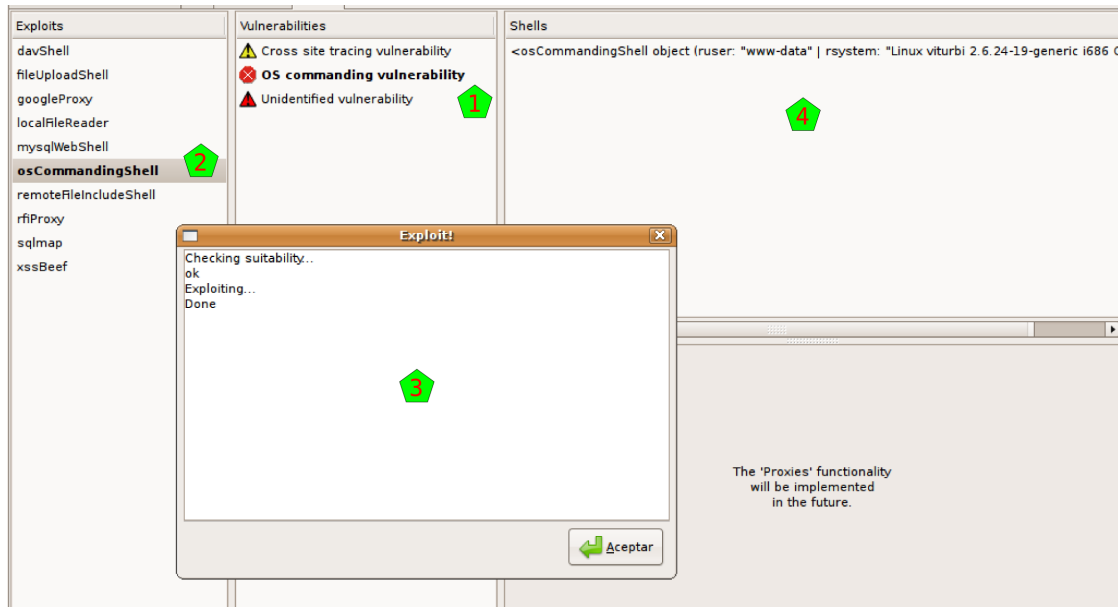 Exploits
davShell
fileUploadShell
googleProxy
localFileReader
mysqlWebShell
osCommandingShell
remoteFileIncludeShell
rfiProxy
sqlmap
xssBeef
2
Vulnerabilities
Cross site tracing vulnerability
OS commanding vulnerability
Unidentified vulnerability
1
Shells
<osCommandingShell object (ruser: "www-data" | rsystem: "Linux viturbi 2.6.24-19-generic i686
4
Exploit!
Checking suitability...
ok
Exploiting...
Done
3
Aceptar
The 'Proxies' functionality
will be implemented
in the future.